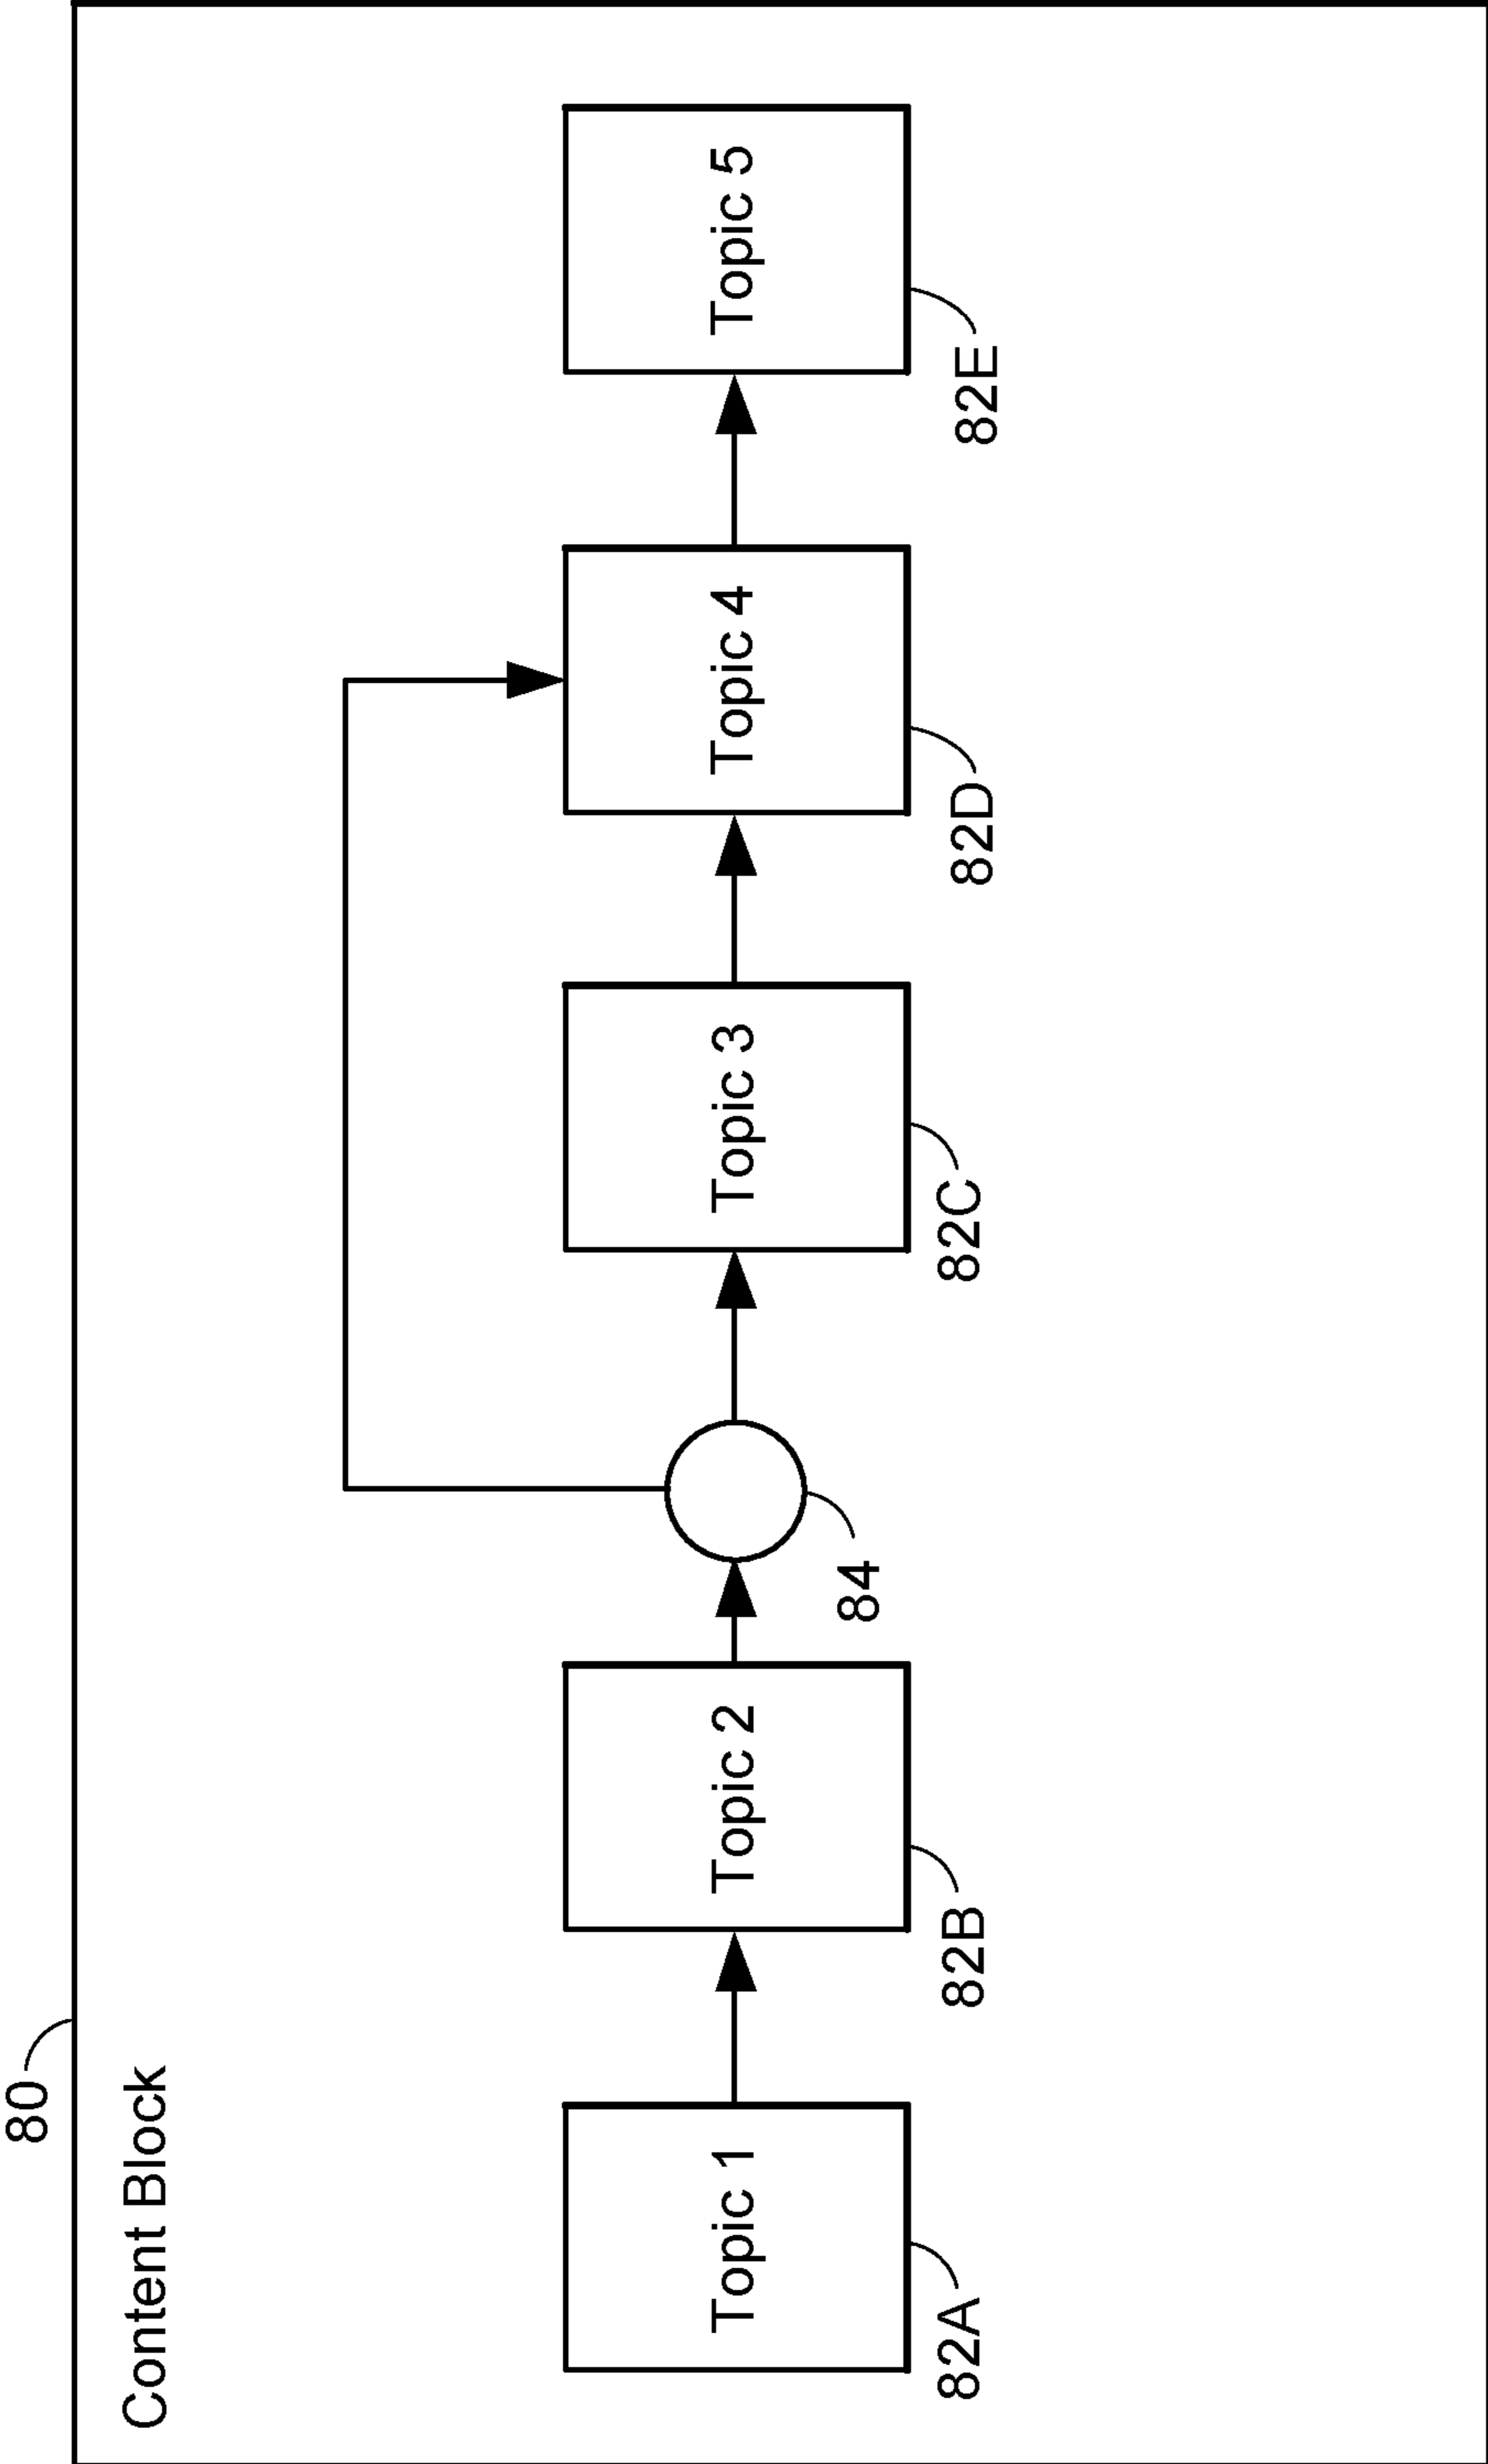 80
Content Block
Topic 1
Topic 2
Topic 3
Topic 4
Topic 5
84
82A
82B
82C
82D
82E